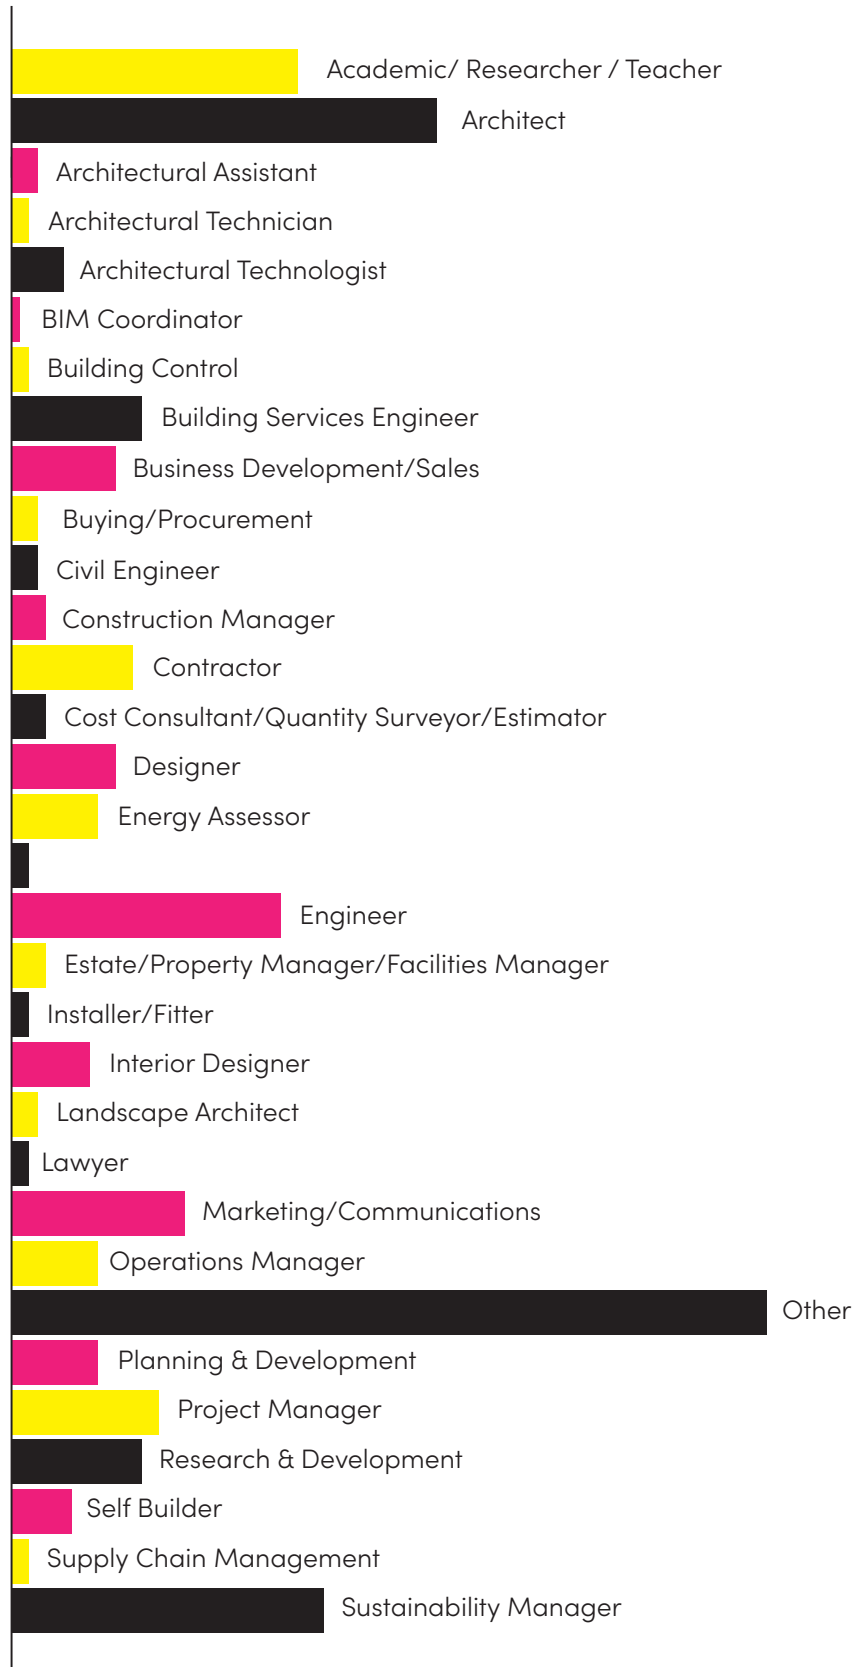 Academic/ Researcher / Teacher
Architect
Architectural Assistant
Architectural Technician
Architectural Technologist
BIM Coordinator
Building Control
Building Services Engineer
Business Development/Sales
Buying/Procurement
Civil Engineer
Construction Manager
Contractor
Cost Consultant/Quantity Surveyor/Estimator
Designer
Energy Assessor
Engineer
Estate/Property Manager/Facilities Manager
Installer/Fitter
Interior Designer
Landscape Architect
Lawyer
Marketing/Communications
Operations Manager
Other
Planning & Development
Project Manager
Research & Development
Self Builder
Supply Chain Management
Sustainability Manager